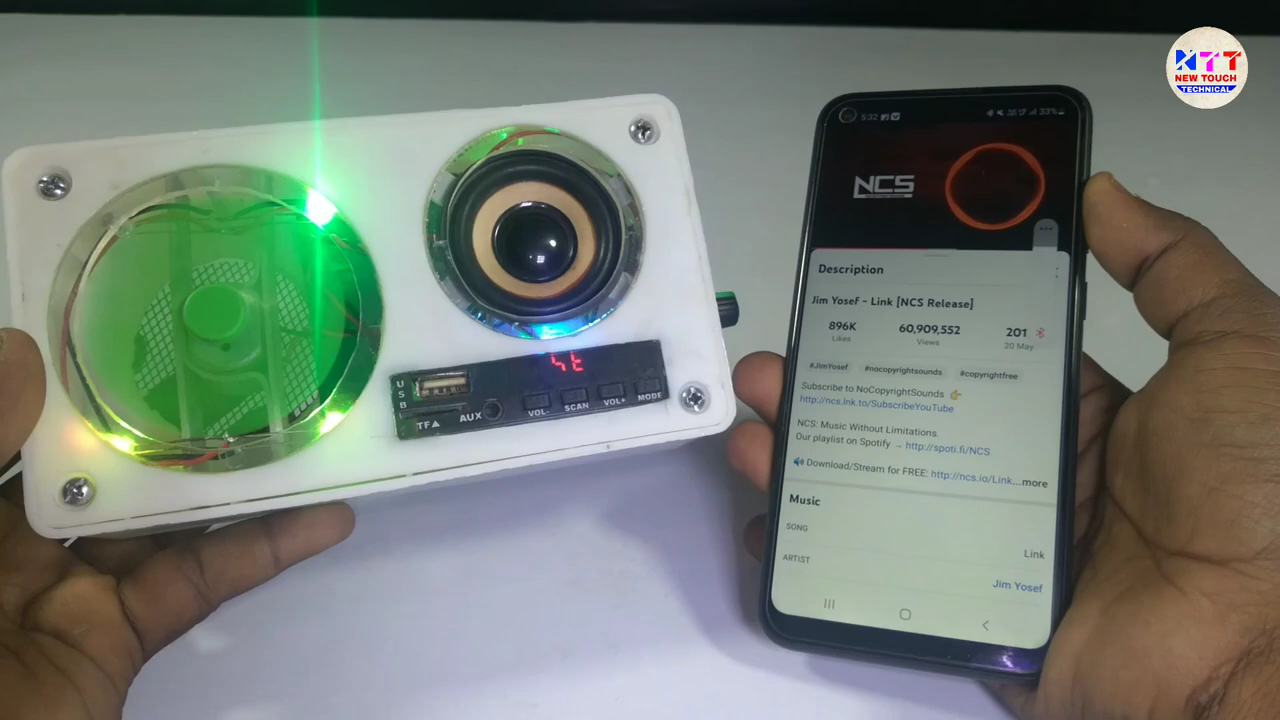 NTT
NEW TOUCH
TECHNICAL
5:32
33%
NCS
Description
Jim Yosef - Link [NCS Release]
896K 60,909,552 201
Likes Views 20 May
#JimYosef #nocopyrightsounds #copyrightfree
Subscribe to NoCopyrightSounds 👉
http://ncs.lnk.to/SubscribeYouTube
NCS: Music Without Limitations.
Our playlist on Spotify → http://spoti.fi/NCS
🔊 Download/Stream for FREE: http://ncs.io/Link...more
Music
SONG
Link
ARTIST
Jim Yosef
USB
TF▲ AUX VOL- SCAN VOL+ MODE